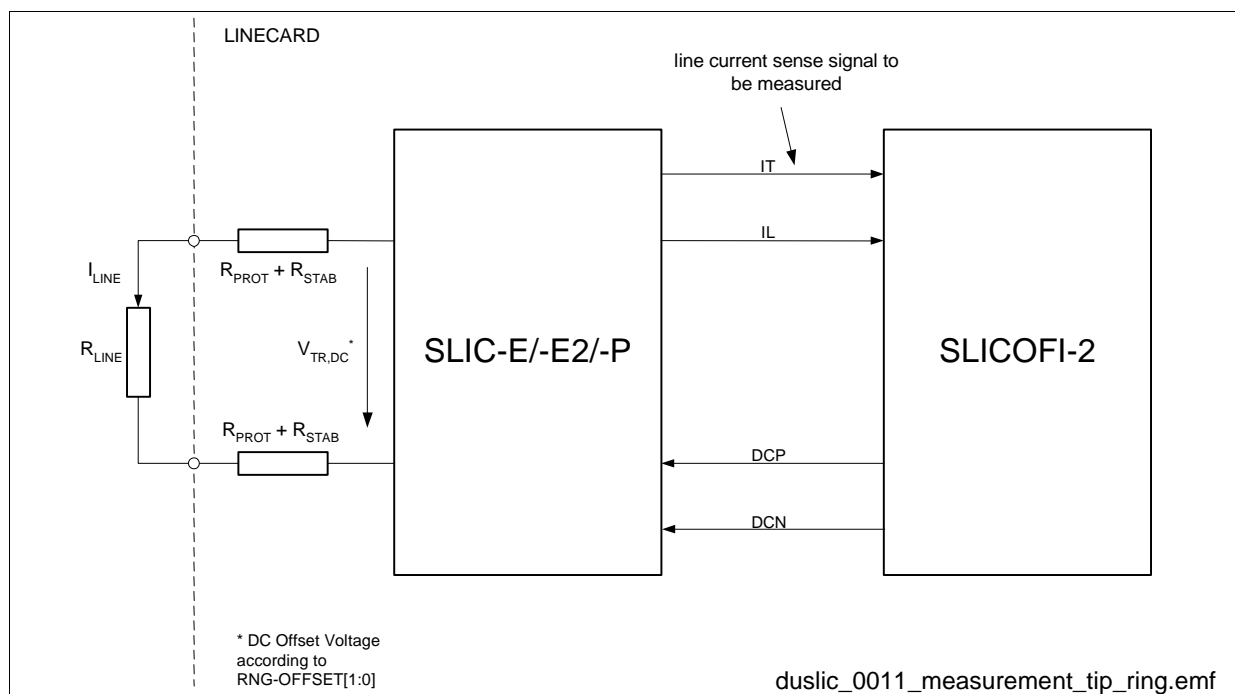 LINECARD
line current sense signal to
be measured
IT
IL
I_LINE
R_PROT + R_STAB
R_LINE
V_TR,DC*
SLIC-E/-E2/-P
SLICOFI-2
R_PROT + R_STAB
DCP
DCN
* DC Offset Voltage
according to
RNG-OFFSET[1:0]
duslic_0011_measurement_tip_ring.emf